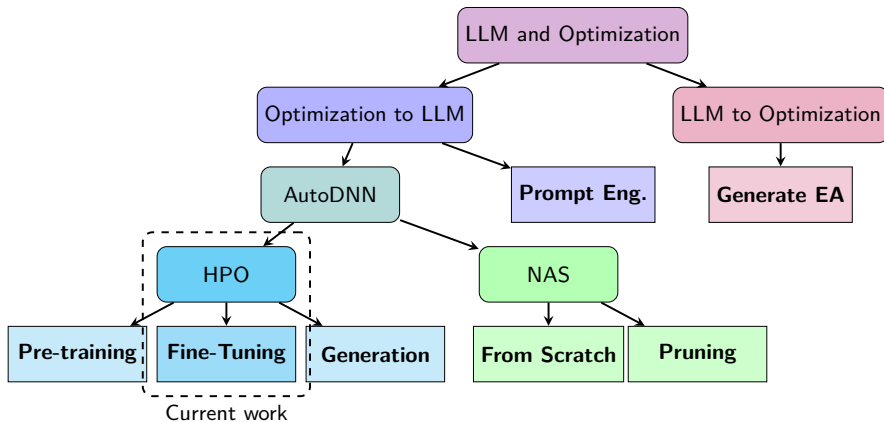 LLM and Optimization
Optimization to LLM
LLM to Optimization
AutoDNN
Prompt Eng.
Generate EA
HPO
NAS
Pre-training
Fine-Tuning
Generation
From Scratch
Pruning
Current work